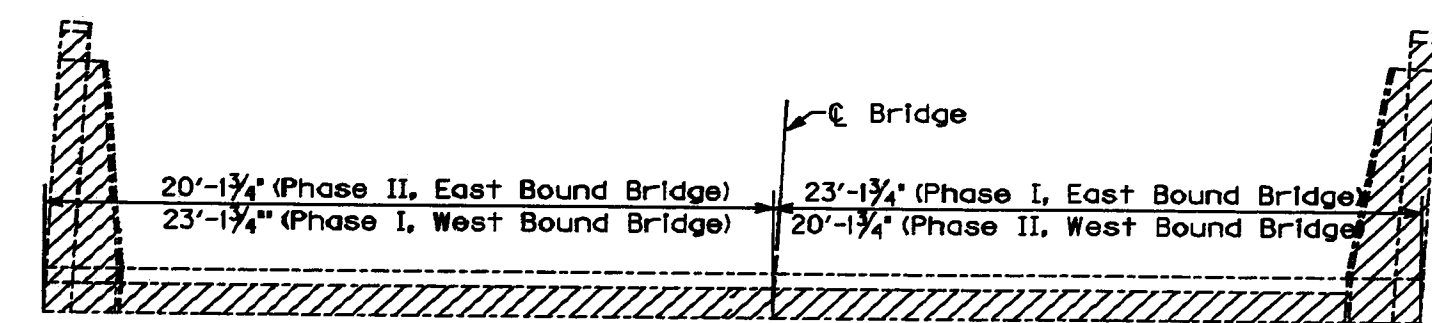 ℄ Bridge
20'-1¾" (Phase II, East Bound Bridge)
23'-1¾" (Phase I, East Bound Bridge)
23'-1¾"' (Phase I, West Bound Bridge)
20'-1¾" (Phase II, West Bound Bridge)